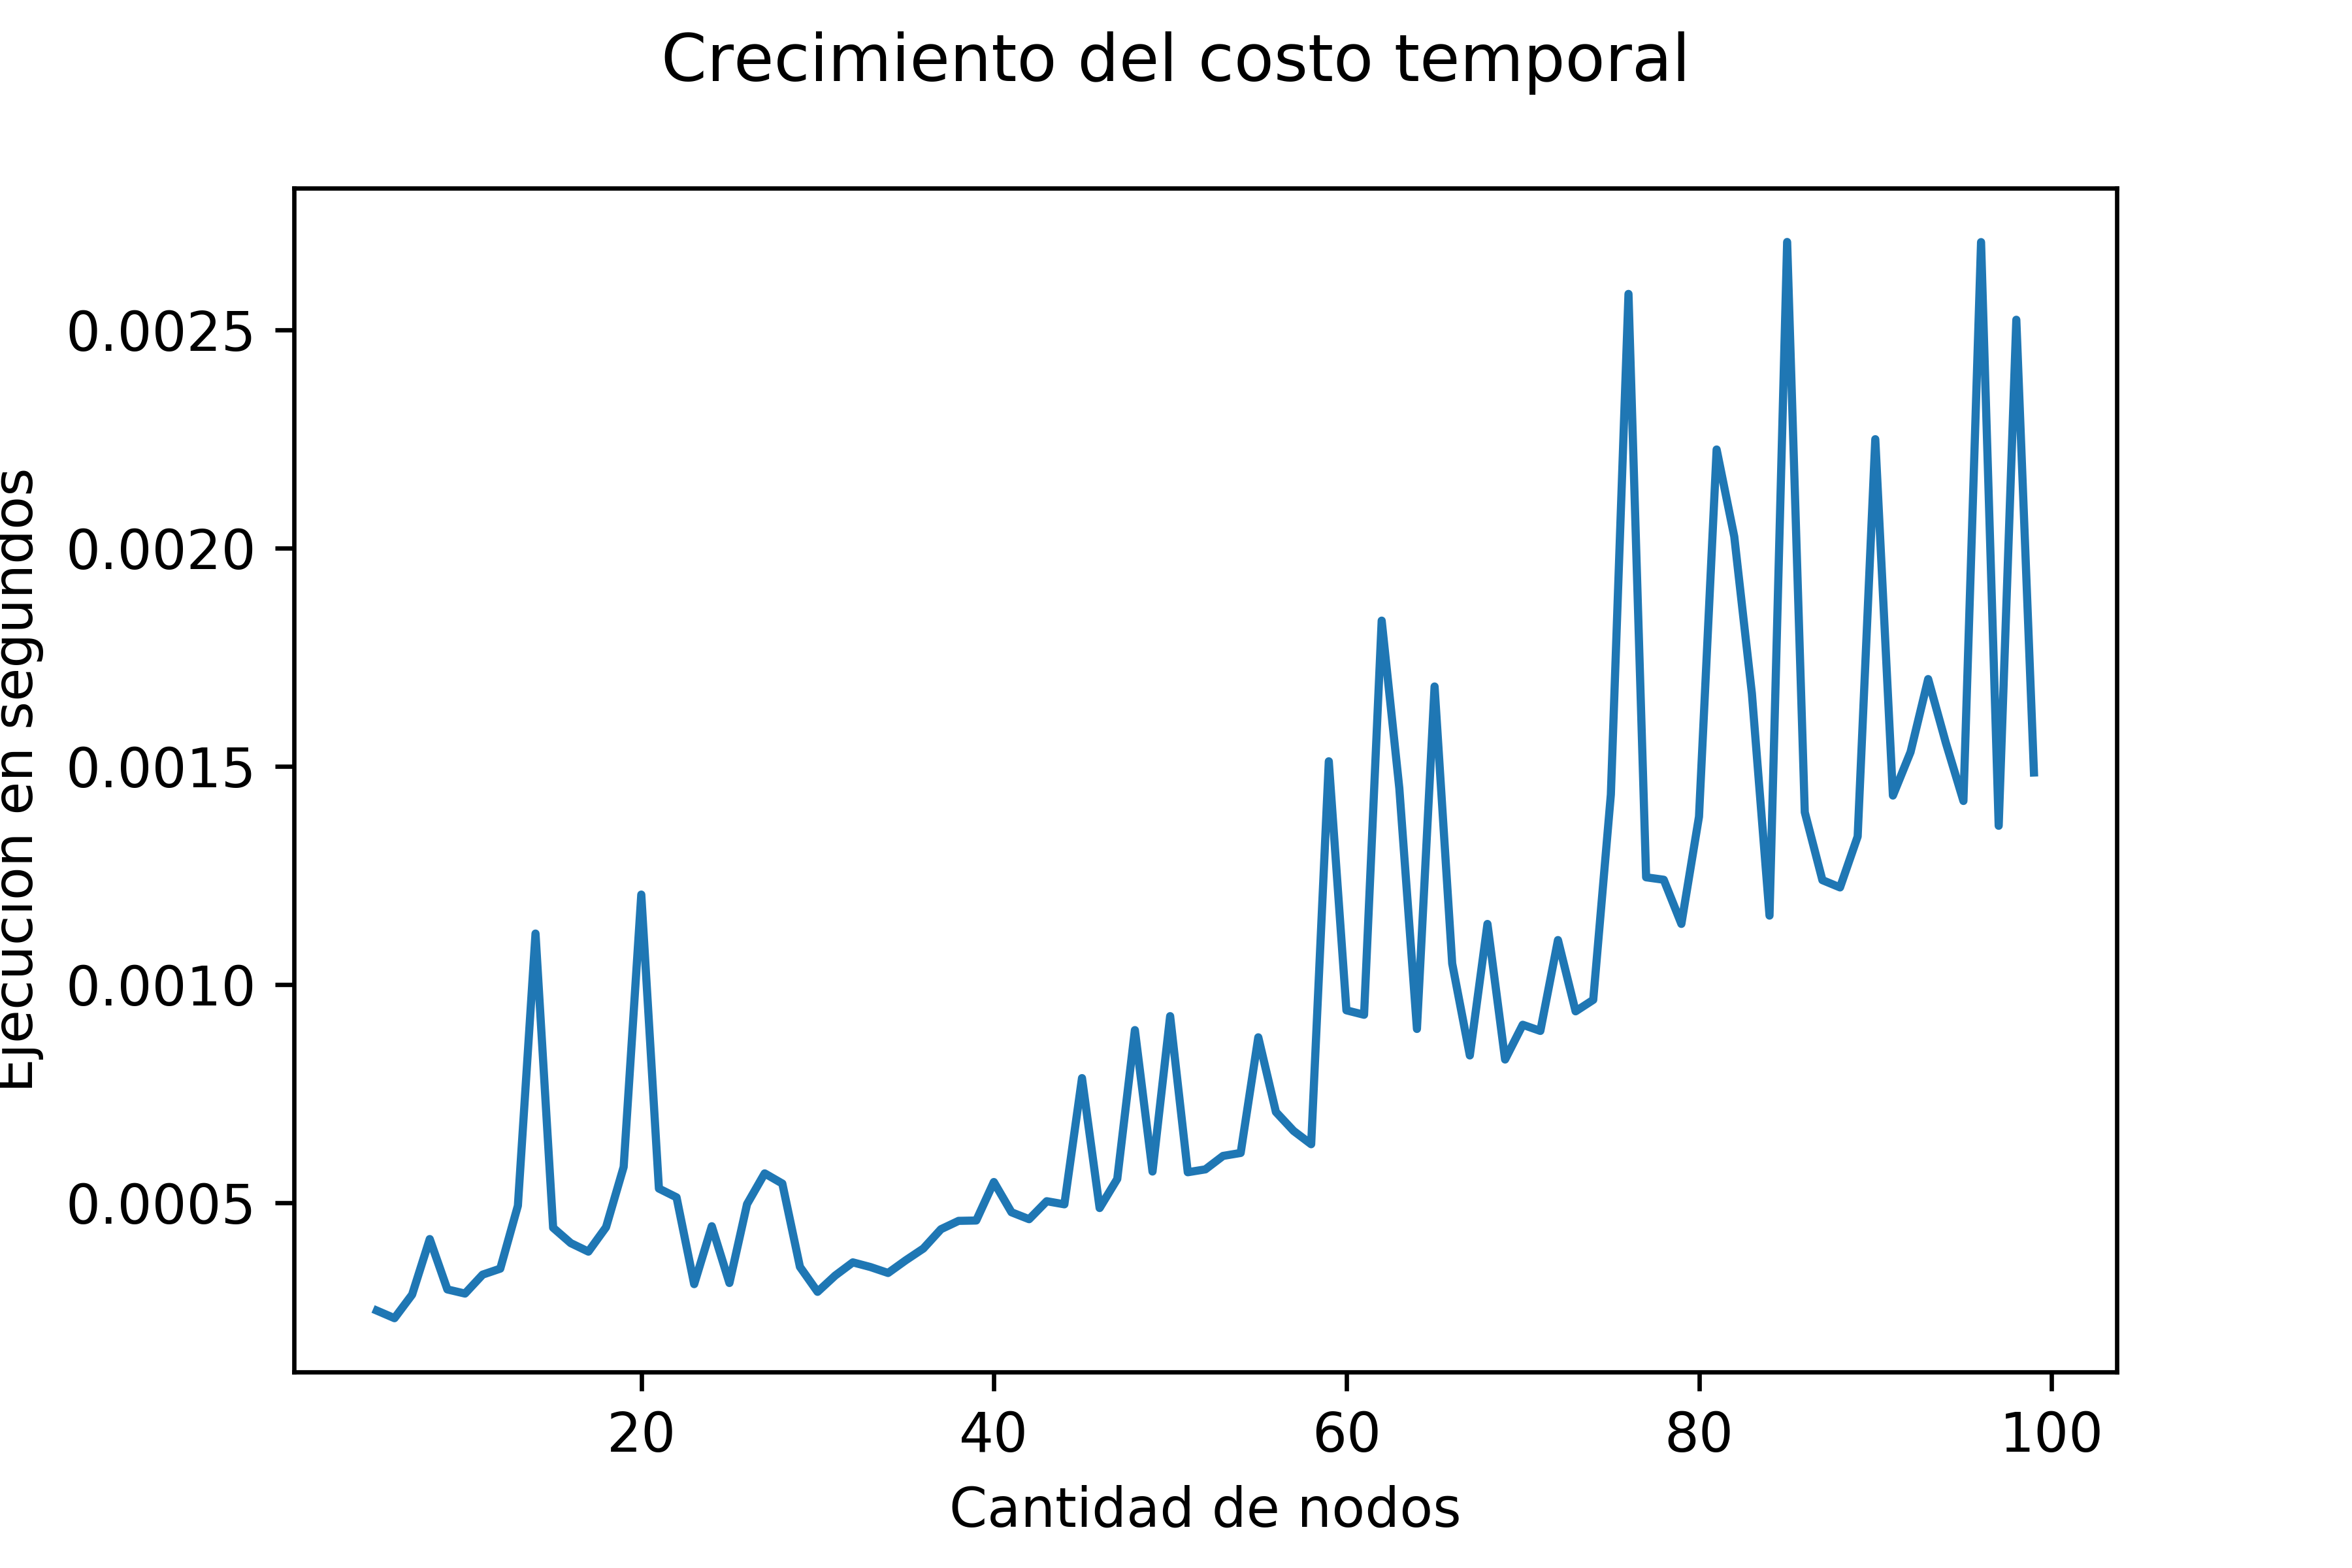 Crecimiento del costo temporal
Ejecucion en segundos
0.0025
0.0020
0.0015
0.0010
0.0005
20 40 60 80 100
Cantidad de nodos